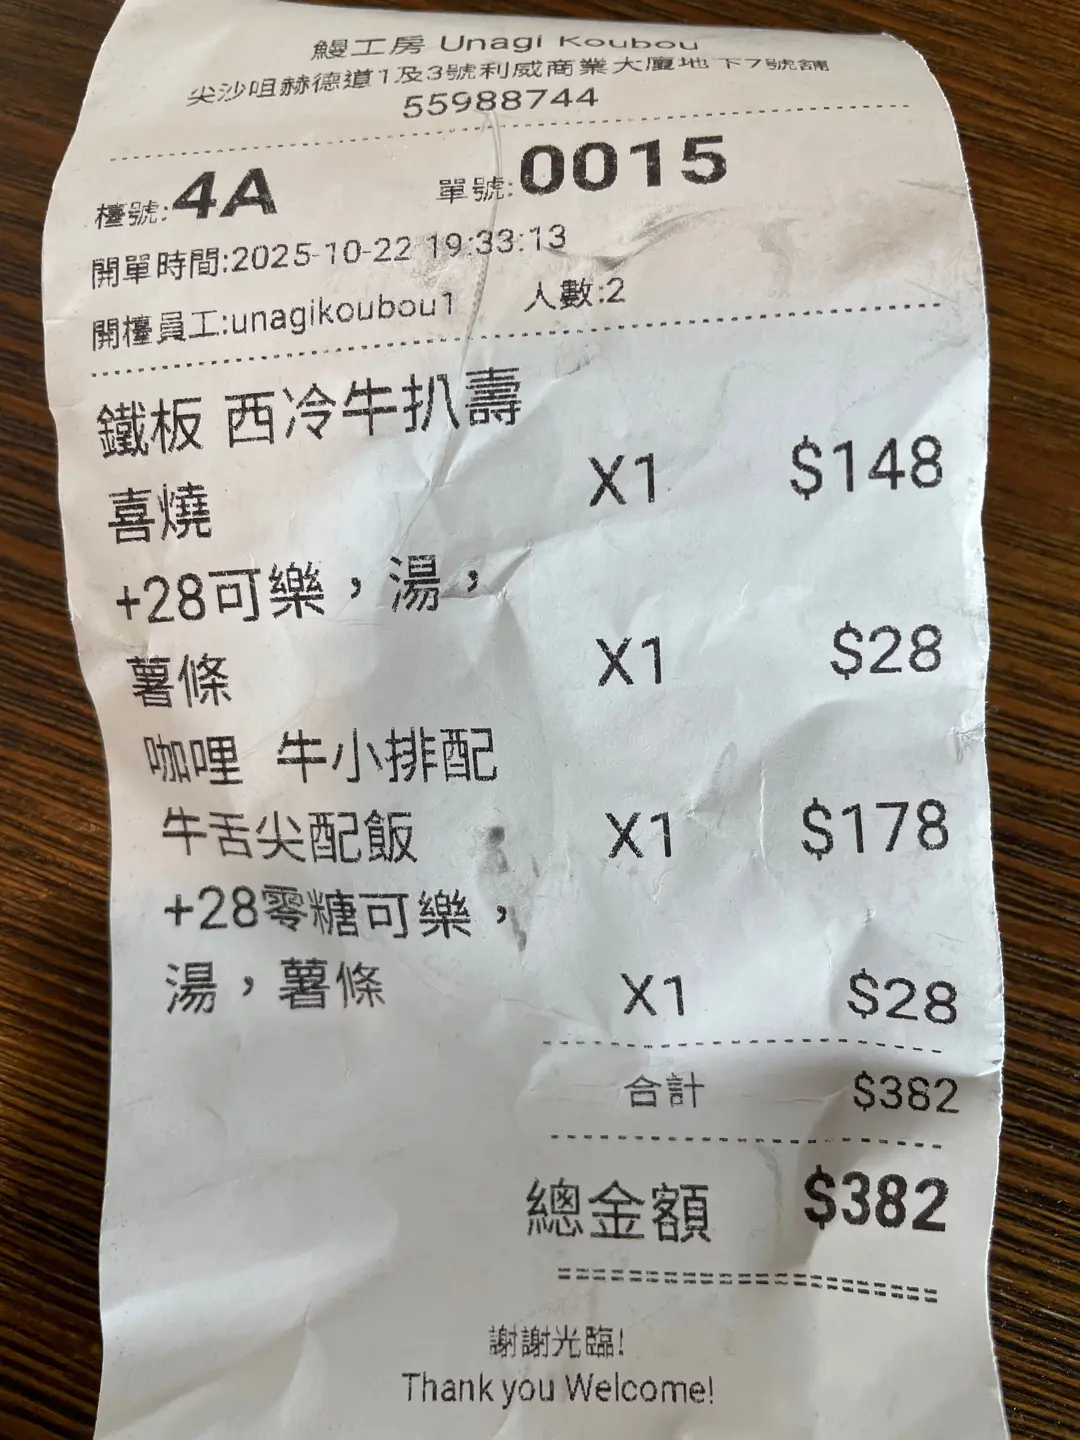 鰻工房 Unagi Koubou
尖沙咀赫德道1及3號利威商業大廈地下7號舖
55988744
檯號:4A 單號:0015
開單時間:2025-10-22 19:33:13
開檯員工:unagikoubou1 人數:2
鐵板 西冷牛扒壽
喜燒 X1 $148
+28可樂，湯，
薯條 X1 $28
咖哩 牛小排配
牛舌尖配飯 X1 $178
+28零糖可樂，
湯，薯條 X1 $28
合計 $382
總金額 $382
謝謝光臨!
Thank you Welcome!